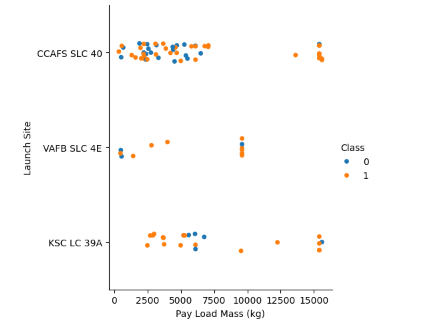 CCAFS SLC 40
VAFB SLC 4E
KSC LC 39A
Launch Site
0 2500 5000 7500 10000 12500 15000
Pay Load Mass (kg)
Class
0
1